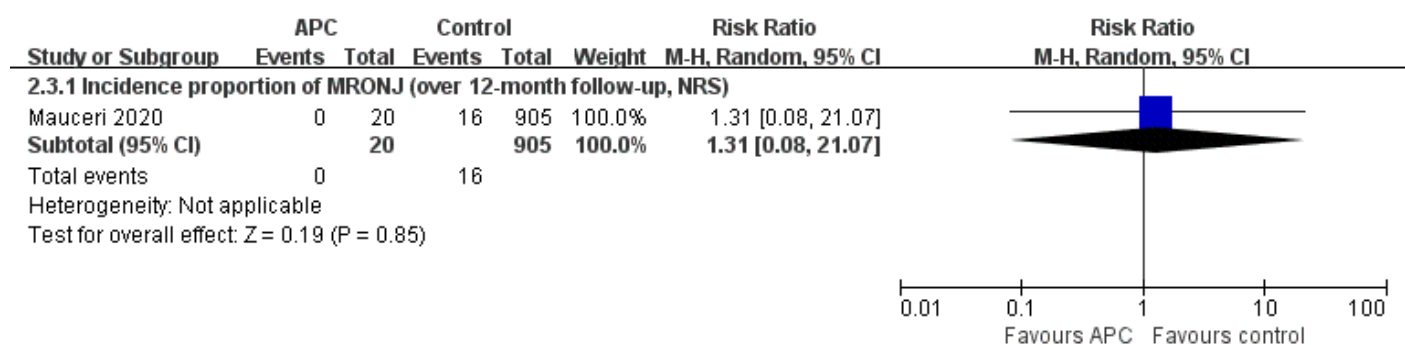 APC Control Risk Ratio Risk Ratio
Study or Subgroup Events Total Events Total Weight M-H, Random, 95% CI M-H, Random, 95% CI
2.3.1 Incidence proportion of MRONJ (over 12-month follow-up, NRS)
Mauceri 2020 0 20 16 905 100.0% 1.31 [0.08, 21.07]
Subtotal (95% CI) 20 905 100.0% 1.31 [0.08, 21.07]
Total events 0 16
Heterogeneity: Not applicable
Test for overall effect: Z = 0.19 (P = 0.85)
0.01 0.1 1 10 100
Favours APC Favours control